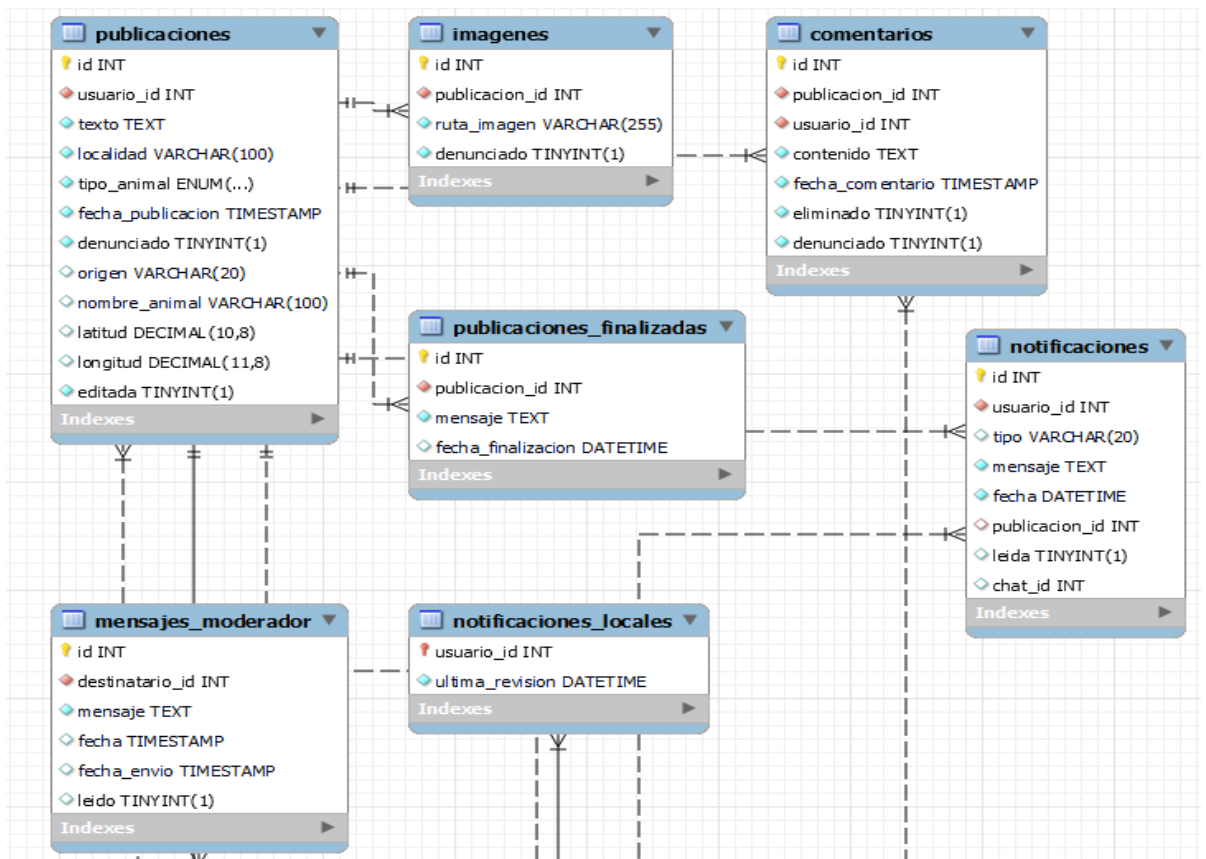 publicaciones
id INT
usuario_id INT
texto TEXT
localidad VARCHAR(100)
tipo_animal ENUM(...)
fecha_publicacion TIMESTAMP
denunciado TINYINT(1)
origen VARCHAR(20)
nombre_animal VARCHAR(100)
latitud DECIMAL(10,8)
longitud DECIMAL(11,8)
editada TINYINT(1)
Indexes
imagenes
id INT
publicacion_id INT
ruta_imagen VARCHAR(255)
denunciado TINYINT(1)
Indexes
comentarios
id INT
publicacion_id INT
usuario_id INT
contenido TEXT
fecha_comentario TIMESTAMP
eliminado TINYINT(1)
denunciado TINYINT(1)
Indexes
publicaciones_finalizadas
id INT
publicacion_id INT
mensaje TEXT
fecha_finalizacion DATETIME
Indexes
notificaciones
id INT
usuario_id INT
tipo VARCHAR(20)
mensaje TEXT
fecha DATETIME
publicacion_id INT
leida TINYINT(1)
chat_id INT
Indexes
mensajes_moderador
id INT
destinatario_id INT
mensaje TEXT
fecha TIMESTAMP
fecha_envio TIMESTAMP
leido TINYINT(1)
Indexes
notificaciones_locales
usuario_id INT
ultima_revision DATETIME
Indexes